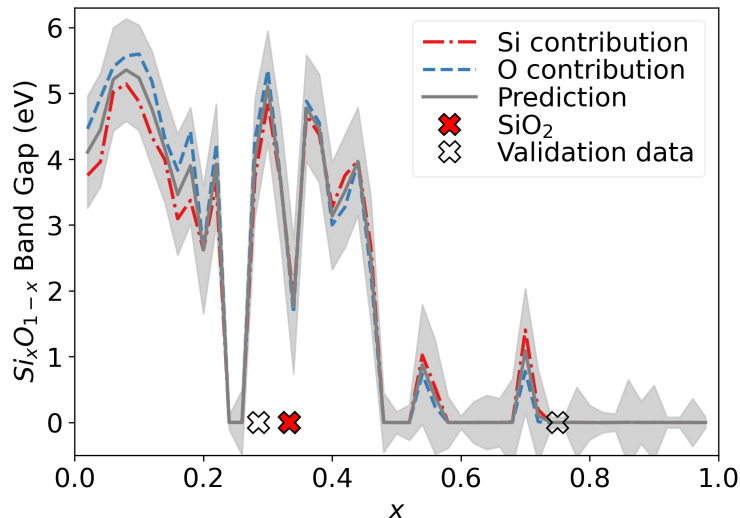 Si contribution
O contribution
Prediction
SiO₂
Validation data
SiₓO₁₋ₓ Band Gap (eV)
6
5
4
3
2
1
0
0.0 0.2 0.4 0.6 0.8 1.0
x